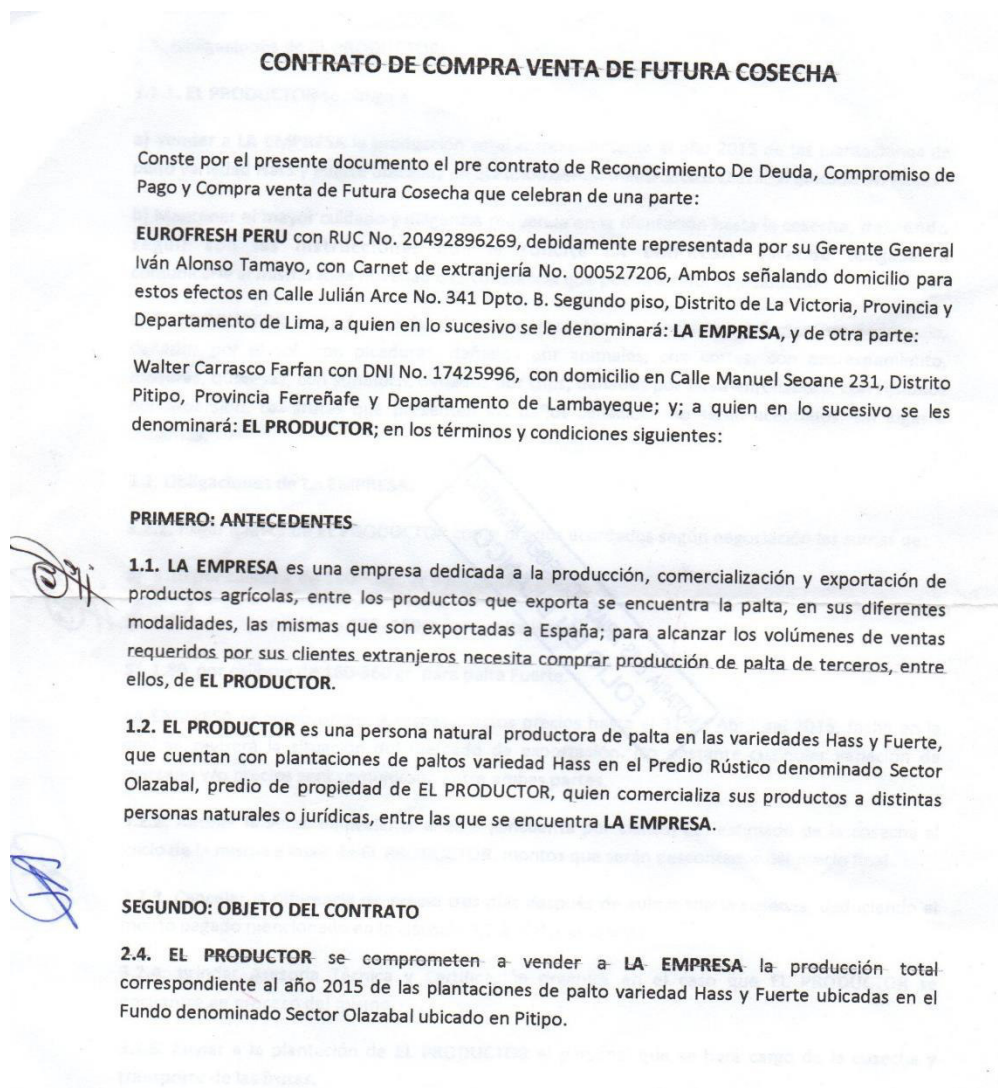 CONTRATO DE COMPRA VENTA DE FUTURA COSECHA
Conste por el presente documento el pre contrato de Reconocimiento De Deuda, Compromiso de
Pago y Compra venta de Futura Cosecha que celebran de una parte:
EUROFRESH PERU con RUC No. 20492896269, debidamente representada por su Gerente General
Iván Alonso Tamayo, con Carnet de extranjería No. 000527206, Ambos señalando domicilio para
estos efectos en Calle Julián Arce No. 341 Dpto. B. Segundo piso, Distrito de La Victoria, Provincia y
Departamento de Lima, a quien en lo sucesivo se le denominará: LA EMPRESA, y de otra parte:
Walter Carrasco Farfan con DNI No. 17425996, con domicilio en Calle Manuel Seoane 231, Distrito
Pitipo, Provincia Ferreñafe y Departamento de Lambayeque; y; a quien en lo sucesivo se les
denominará: EL PRODUCTOR; en los términos y condiciones siguientes:
PRIMERO: ANTECEDENTES
1.1. LA EMPRESA es una empresa dedicada a la producción, comercialización y exportación de
productos agrícolas, entre los productos que exporta se encuentra la palta, en sus diferentes
modalidades, las mismas que son exportadas a España; para alcanzar los volúmenes de ventas
requeridos por sus clientes extranjeros necesita comprar producción de palta de terceros, entre
ellos, de EL PRODUCTOR.
1.2. EL PRODUCTOR es una persona natural productora de palta en las variedades Hass y Fuerte,
que cuentan con plantaciones de paltos variedad Hass en el Predio Rústico denominado Sector
Olazabal, predio de propiedad de EL PRODUCTOR, quien comercializa sus productos a distintas
personas naturales o jurídicas, entre las que se encuentra LA EMPRESA.
SEGUNDO: OBJETO DEL CONTRATO
2.4. EL PRODUCTOR se comprometen a vender a LA EMPRESA la producción total
correspondiente al año 2015 de las plantaciones de palto variedad Hass y Fuerte ubicadas en el
Fundo denominado Sector Olazabal ubicado en Pitipo.